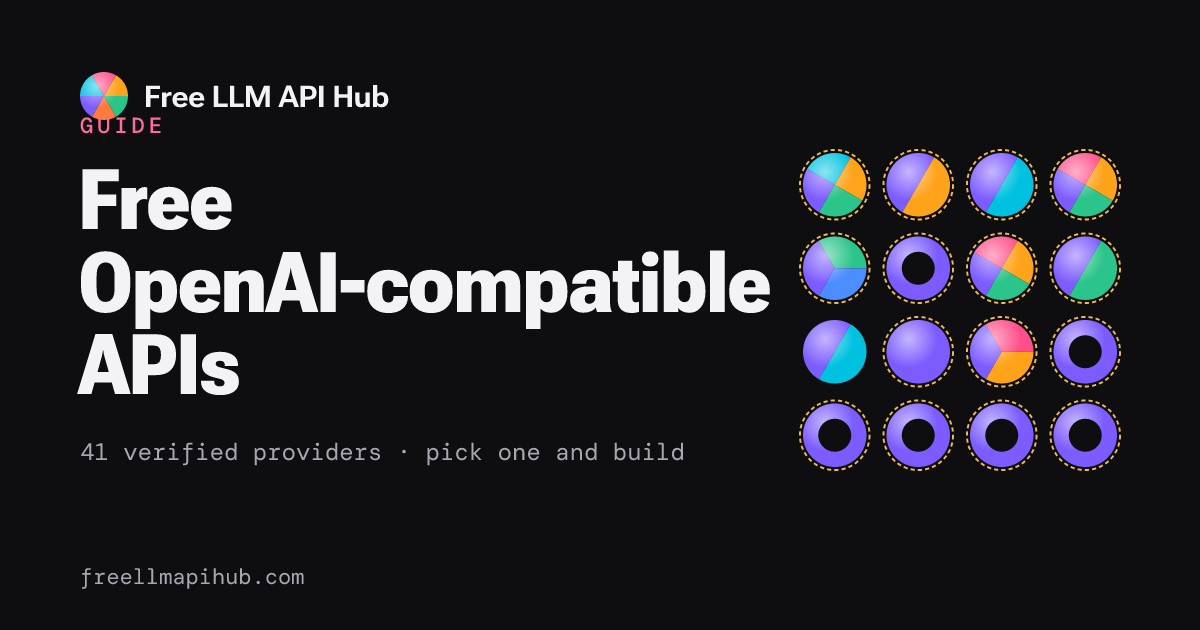 Free LLM API Hub
GUIDE
Free
OpenAI-compatible
APIs
41 verified providers · pick one and build
freellmapihub.com